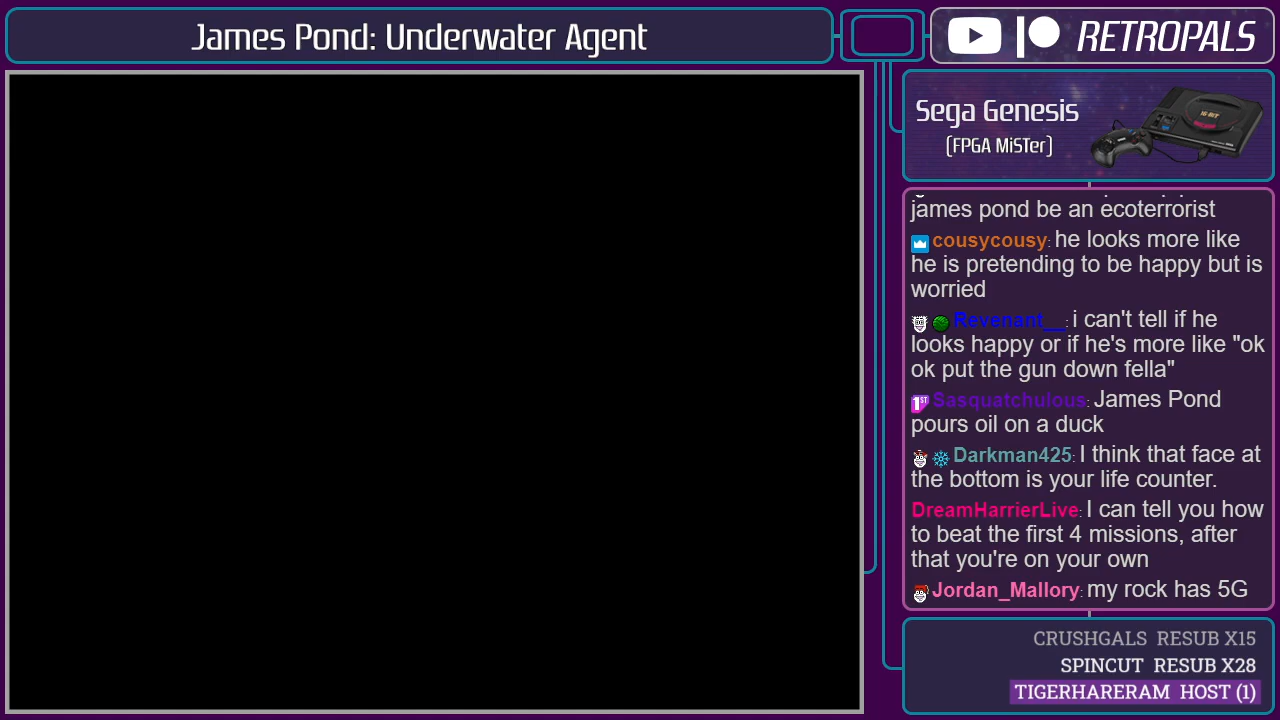 James Pond: Underwater Agent
RETROPALS
Sega Genesis
(FPGA MiSTer)
16-BIT
james pond be an ecoterrorist
cousycousy: he looks more like
he is pretending to be happy but is
worried
Revenant__: i can't tell if he
looks happy or if he's more like "ok
ok put the gun down fella"
1ST Sasquatchulous: James Pond
pours oil on a duck
Darkman425: I think that face at
the bottom is your life counter.
DreamHarrierLive: I can tell you how
to beat the first 4 missions, after
that you're on your own
Jordan_Mallory: my rock has 5G
CRUSHGALS RESUB X15
SPINCUT RESUB X28
TIGERHARERAM HOST (1)